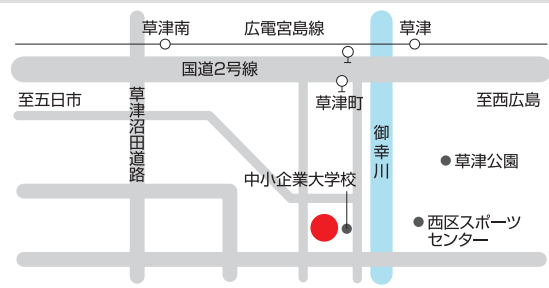 草津南
広電宮島線
草津
国道2号線
至五日市
草津町
至西広島
草津沼田道路
御幸川
草津公園
中小企業大学校
西区スポーツ
センター